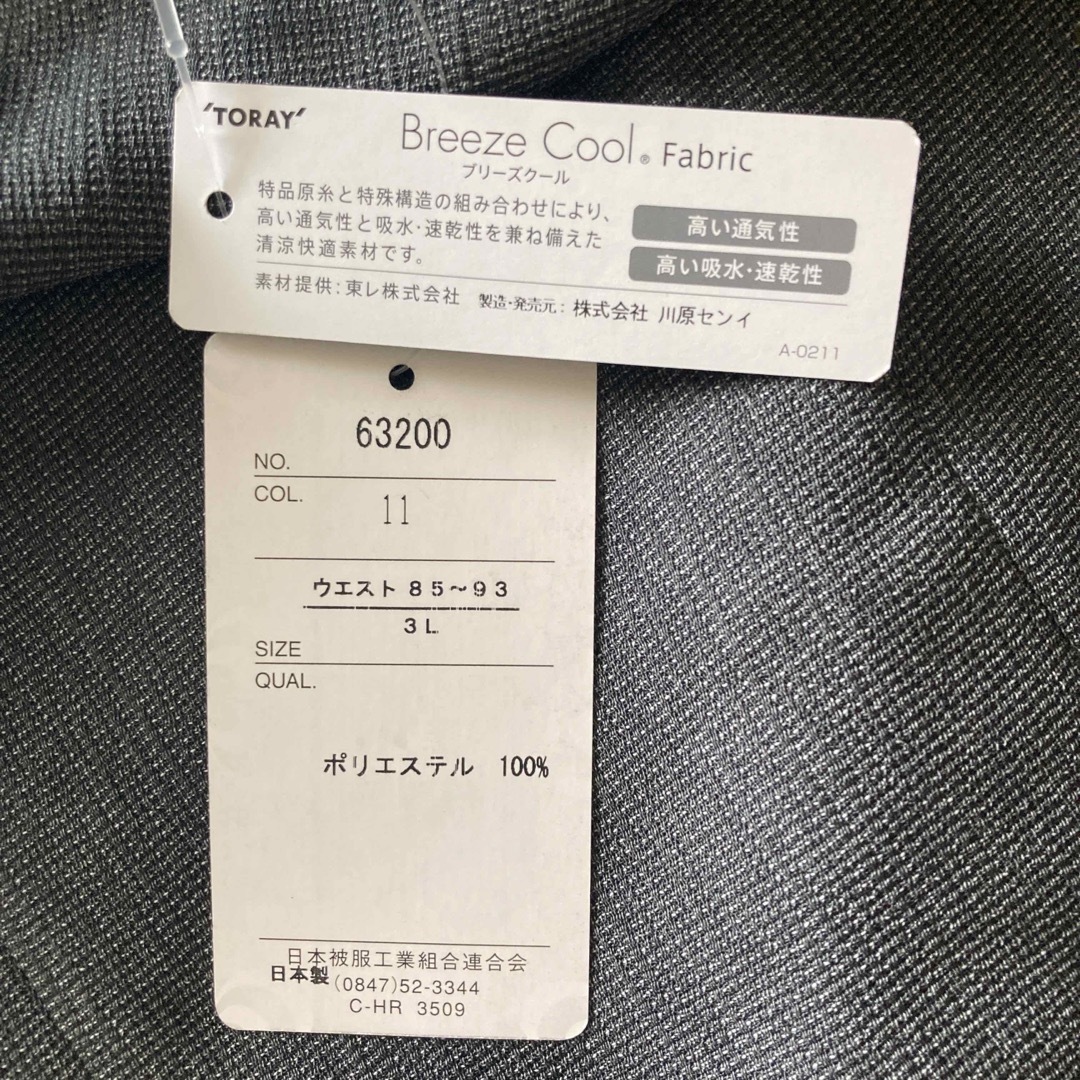 'TORAY'
Breeze Cool® Fabric
ブリーズクール
特品原糸と特殊構造の組み合わせにより、
高い通気性と吸水・速乾性を兼ね備えた
清涼快適素材です。
高い通気性
高い吸水・速乾性
素材提供:東レ株式会社 製造・発売元: 株式会社 川原センイ
A-0211
63200
NO.
COL.
11
ウエスト 85~93
3L
SIZE
QUAL.
ポリエステル 100%
日本被服工業組合連合会
日本製 (0847)52-3344
C-HR 3509